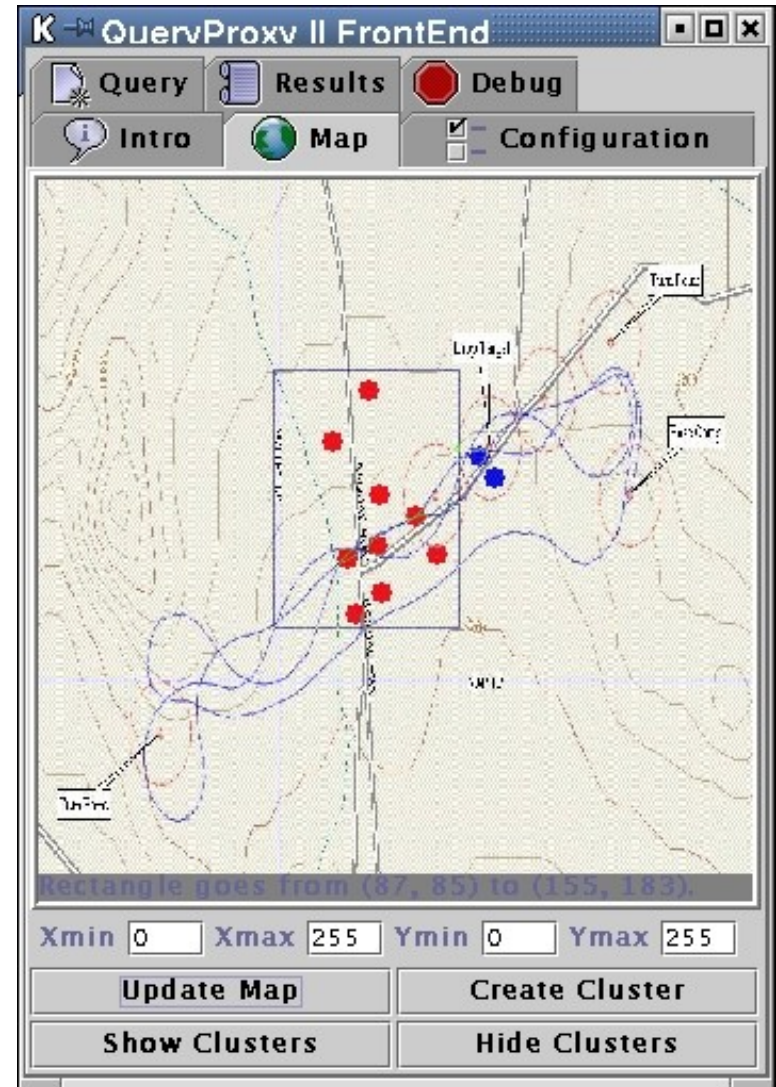 QueryProxy II FrontEnd
Query Results Debug
Intro Map Configuration
Rectangle goes from (87, 85) to (155, 183).
Xmin 0 Xmax 255 Ymin 0 Ymax 255
Update Map Create Cluster
Show Clusters Hide Clusters